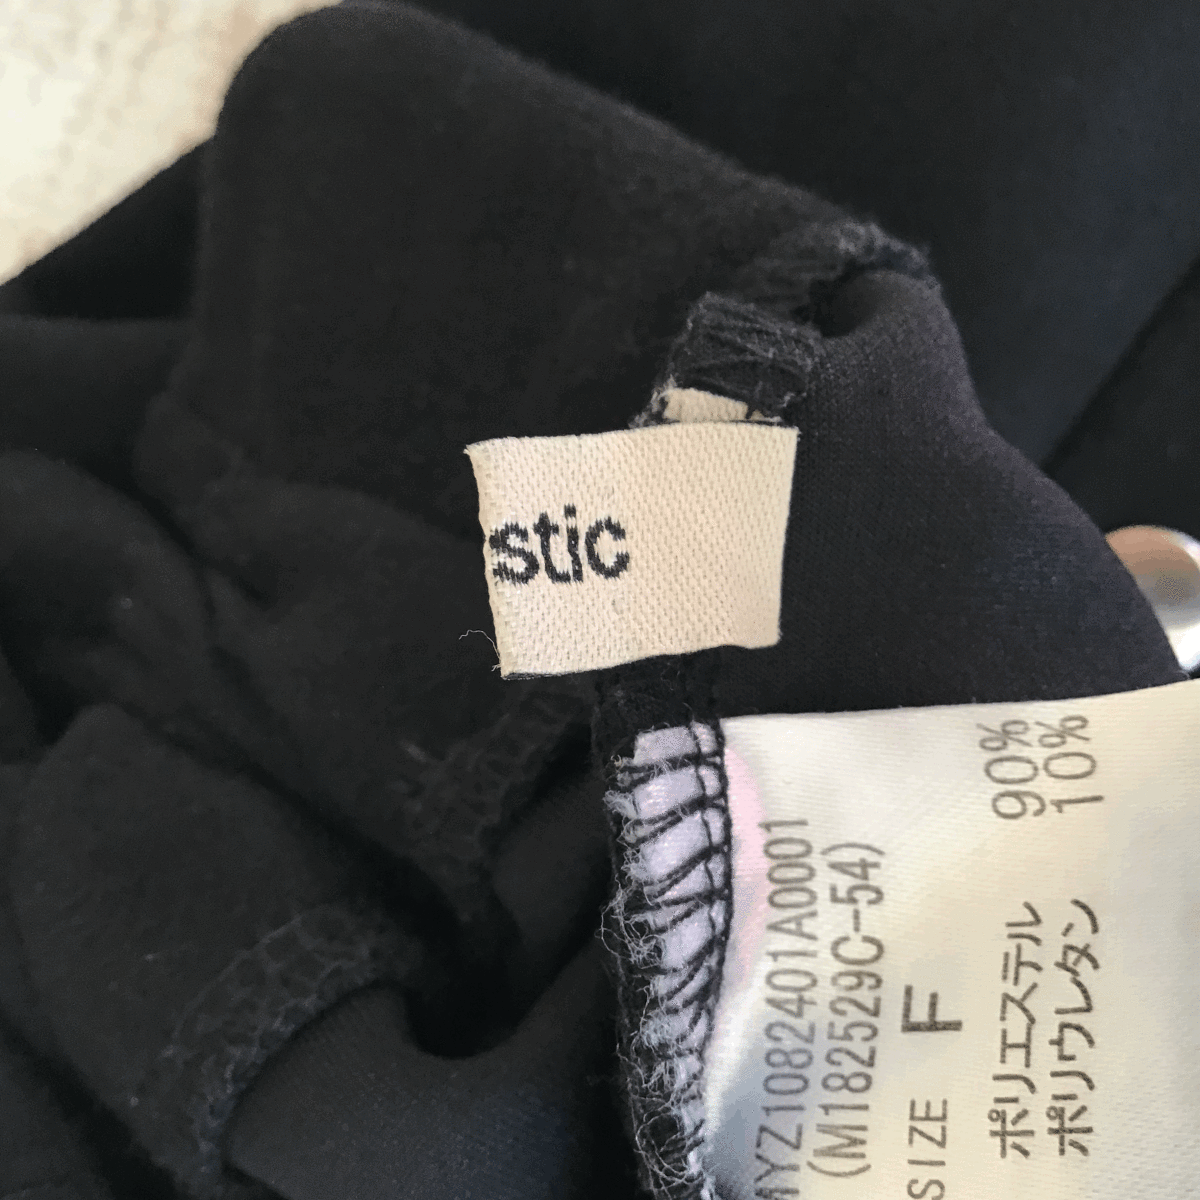 stic
MYZ1082401A0001
(M182529C-54)
SIZE F
ポリエステル 90%
ポリウレタン 10%